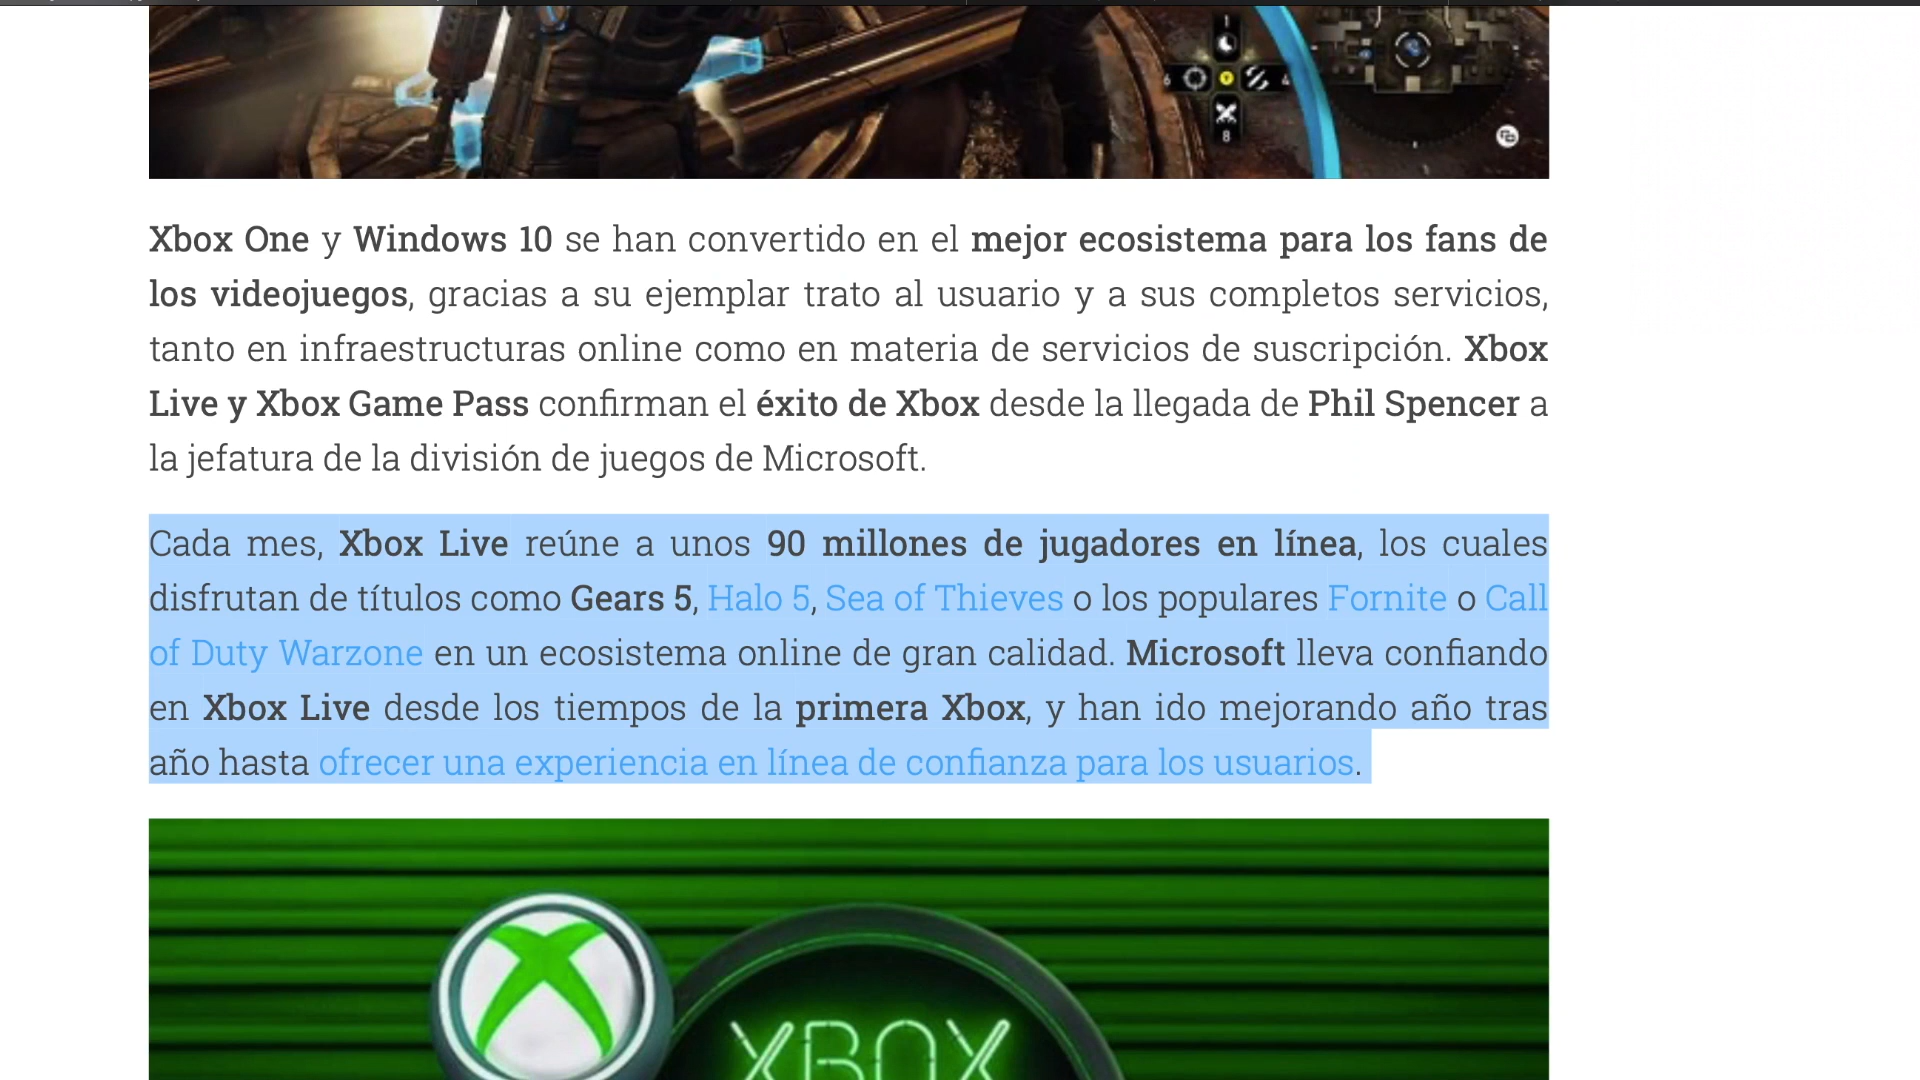 1
6
4
8
Xbox One y Windows 10 se han convertido en el mejor ecosistema para los fans de
los videojuegos, gracias a su ejemplar trato al usuario y a sus completos servicios,
tanto en infraestructuras online como en materia de servicios de suscripción. Xbox
Live y Xbox Game Pass confirman el éxito de Xbox desde la llegada de Phil Spencer a
la jefatura de la división de juegos de Microsoft.
Cada mes, Xbox Live reúne a unos 90 millones de jugadores en línea, los cuales
disfrutan de títulos como Gears 5, Halo 5, Sea of Thieves o los populares Fornite o Call
of Duty Warzone en un ecosistema online de gran calidad. Microsoft lleva confiando
en Xbox Live desde los tiempos de la primera Xbox, y han ido mejorando año tras
año hasta ofrecer una experiencia en línea de confianza para los usuarios.
XBOX